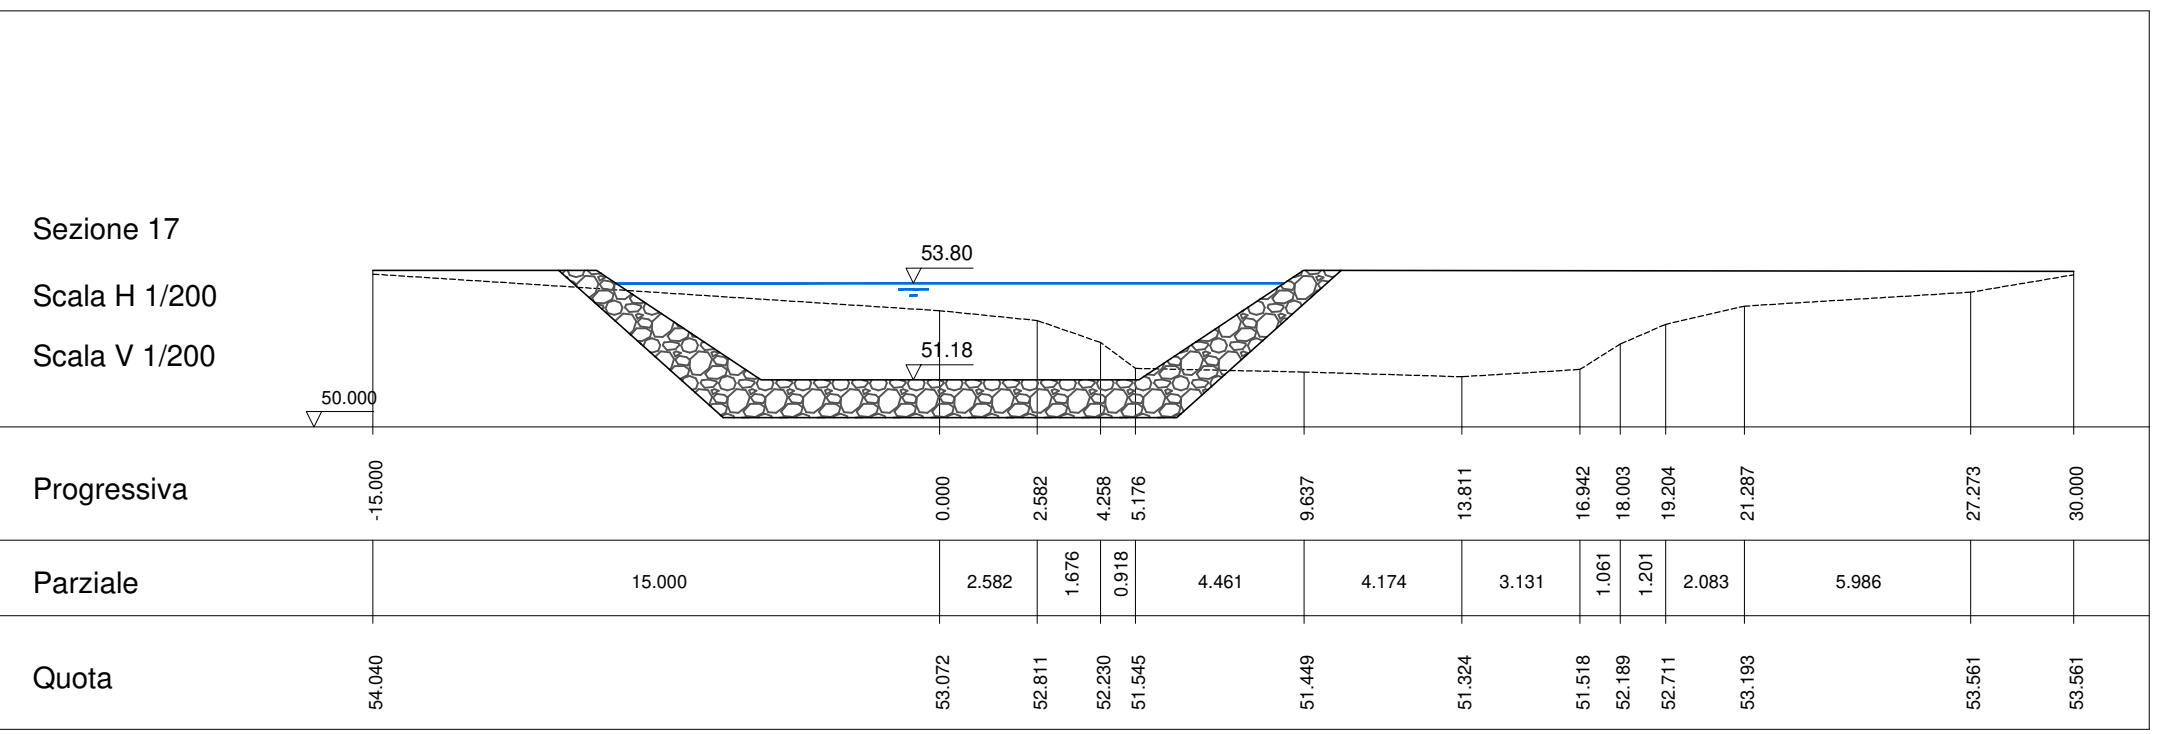 Sezione 17
53.80
Scala H 1/200
Scala V 1/200
51.18
50.000
Progressiva
-15.000 0.000 2.582 4.258 5.176 9.637 13.811 16.942 18.003 19.204 21.287 27.273 30.000
Parziale
15.000 2.582 1.676 0.918 4.461 4.174 3.131 1.061 1.201 2.083 5.986
Quota
54.040 53.072 52.811 52.230 51.545 51.449 51.324 51.518 52.189 52.711 53.193 53.561 53.561